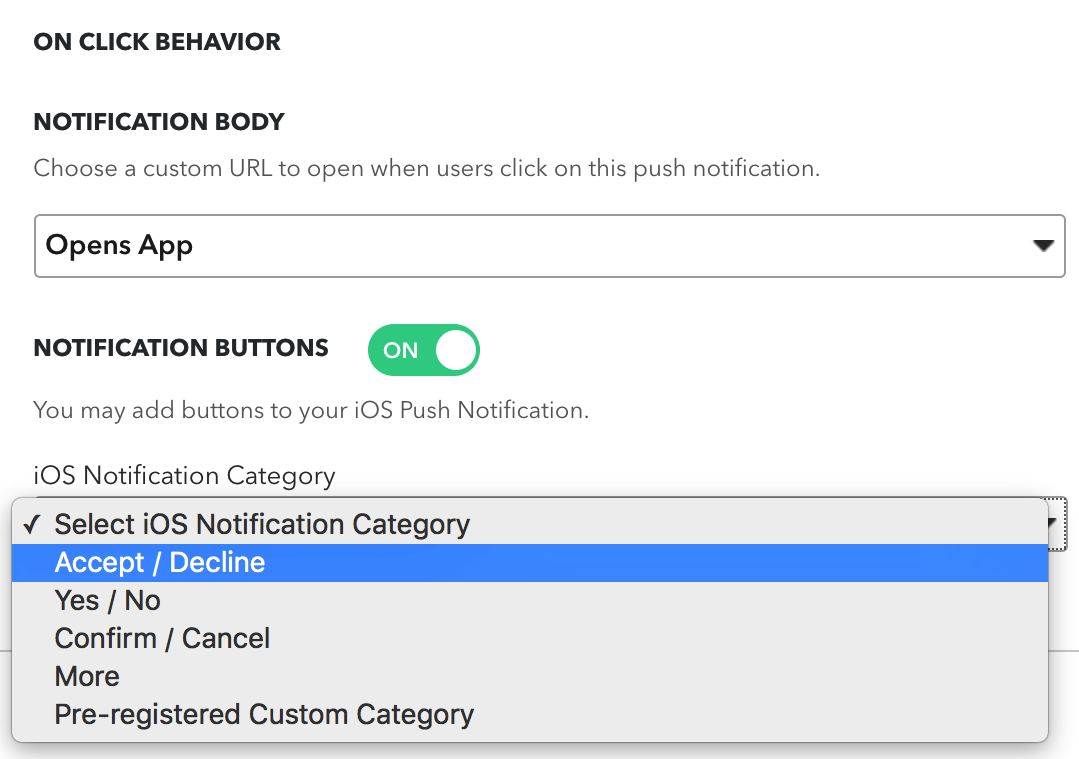 ON CLICK BEHAVIOR
NOTIFICATION BODY
Choose a custom URL to open when users click on this push notification.
Opens App
NOTIFICATION BUTTONS ON
You may add buttons to your iOS Push Notification.
iOS Notification Category
✓ Select iOS Notification Category
Accept / Decline
Yes / No
Confirm / Cancel
More
Pre-registered Custom Category